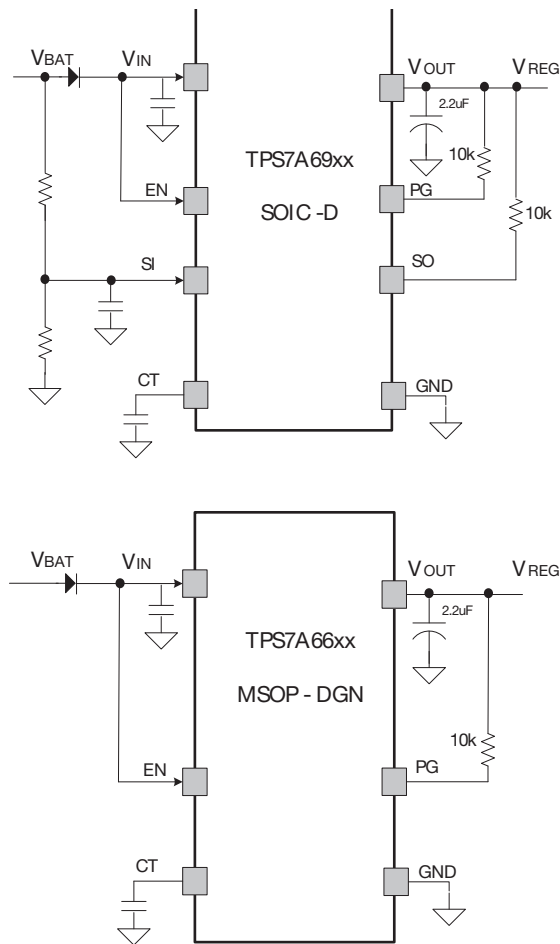 VBAT VIN VOUT VREG
2.2uF
TPS7A69xx
10k
EN PG
SOIC -D
10k
SI SO
CT GND
VBAT VIN VOUT VREG
2.2uF
TPS7A66xx
MSOP - DGN
10k
EN PG
CT GND